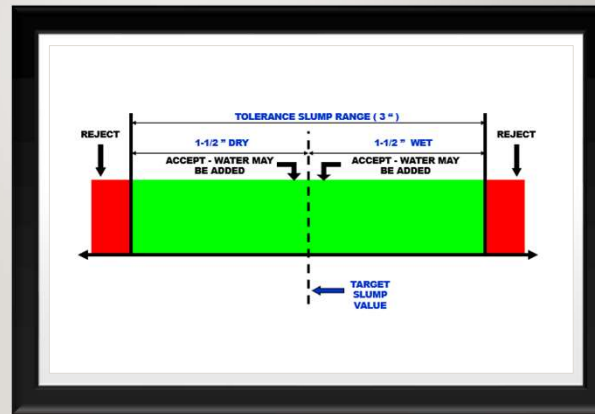 TOLERANCE SLUMP RANGE ( 3 " )
REJECT
1-1/2 " DRY
1-1/2 " WET
REJECT
ACCEPT - WATER MAY
BE ADDED
ACCEPT - WATER MAY
BE ADDED
TARGET
SLUMP
VALUE